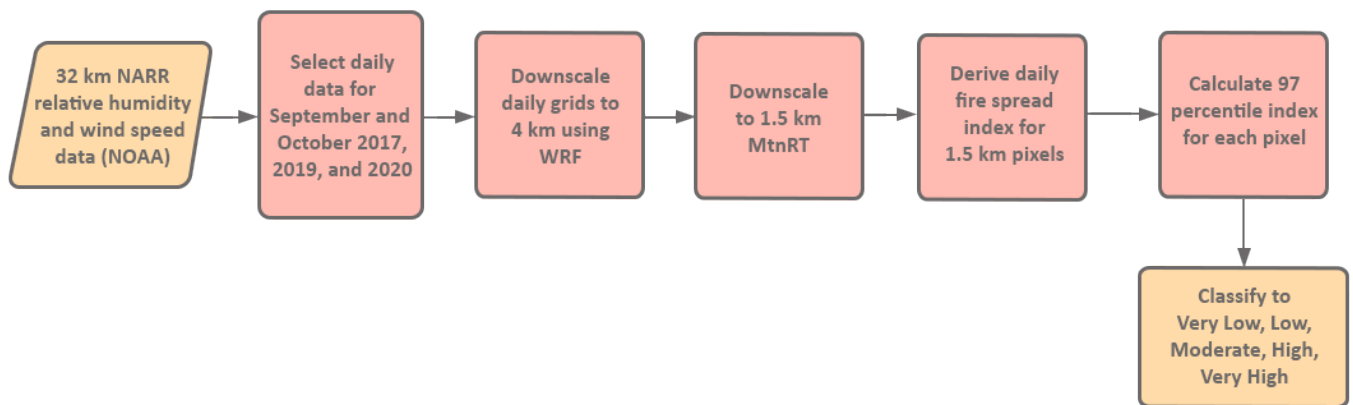 32 km NARR
relative humidity
and wind speed
data (NOAA)
Select daily
data for
September and
October 2017,
2019, and 2020
Downscale
daily grids to
4 km using
WRF
Downscale
to 1.5 km
MtnRT
Derive daily
fire spread
index for
1.5 km pixels
Calculate 97
percentile index
for each pixel
Classify to
Very Low, Low,
Moderate, High,
Very High